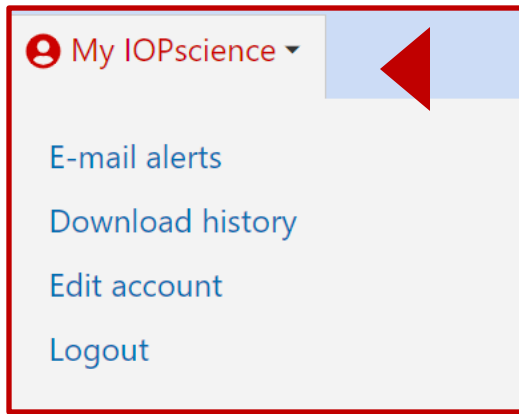 My IOPscience
E-mail alerts
Download history
Edit account
Logout